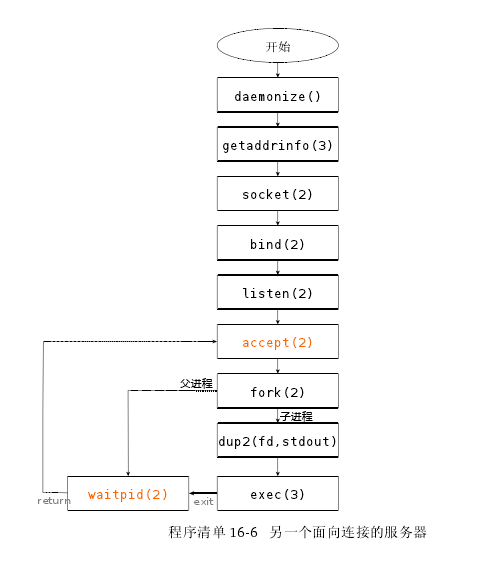 开始
daemonize()
getaddrinfo(3)
socket(2)
bind(2)
listen(2)
accept(2)
父进程
fork(2)
子进程
dup2(fd,stdout)
return
waitpid(2)
exit
exec(3)
程序清单 16-6 另一个面向连接的服务器